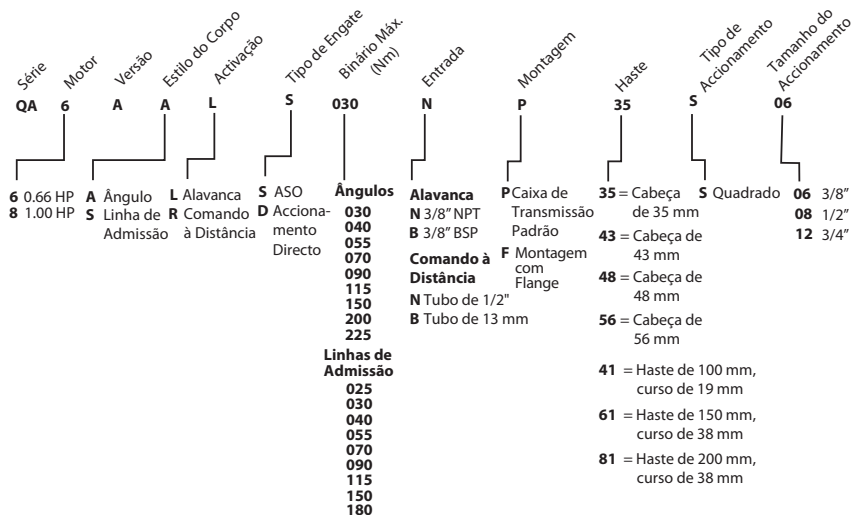 Série
Motor
Versão
Estilo do Corpo
Activação
Tipo de Engate
Binário Máx.
(Nm)
Entrada
Montagem
Haste
Tipo de
Accionamento
Tamanho do
Accionamento
QA 6 A A L S 030 N P 35 S 06
6 0.66 HP
8 1.00 HP
A Ângulo
S Linha de
Admissão
L Alavanca
R Comando
à Distância
S ASO
D Acciona-
mento
Directo
Ângulos
030
040
055
070
090
115
150
200
225
Linhas de
Admissão
025
030
040
055
070
090
115
150
180
Alavanca
N 3/8” NPT
B 3/8” BSP
Comando à
Distância
N Tubo de 1/2"
B Tubo de 13 mm
P Caixa de
Transmissão
Padrão
F Montagem
com
Flange
35 = Cabeça
de 35 mm
43 = Cabeça de
43 mm
48 = Cabeça de
48 mm
56 = Cabeça de
56 mm
41 = Haste de 100 mm,
curso de 19 mm
61 = Haste de 150 mm,
curso de 38 mm
81 = Haste de 200 mm,
curso de 38 mm
S Quadrado
06 3/8”
08 1/2”
12 3/4”